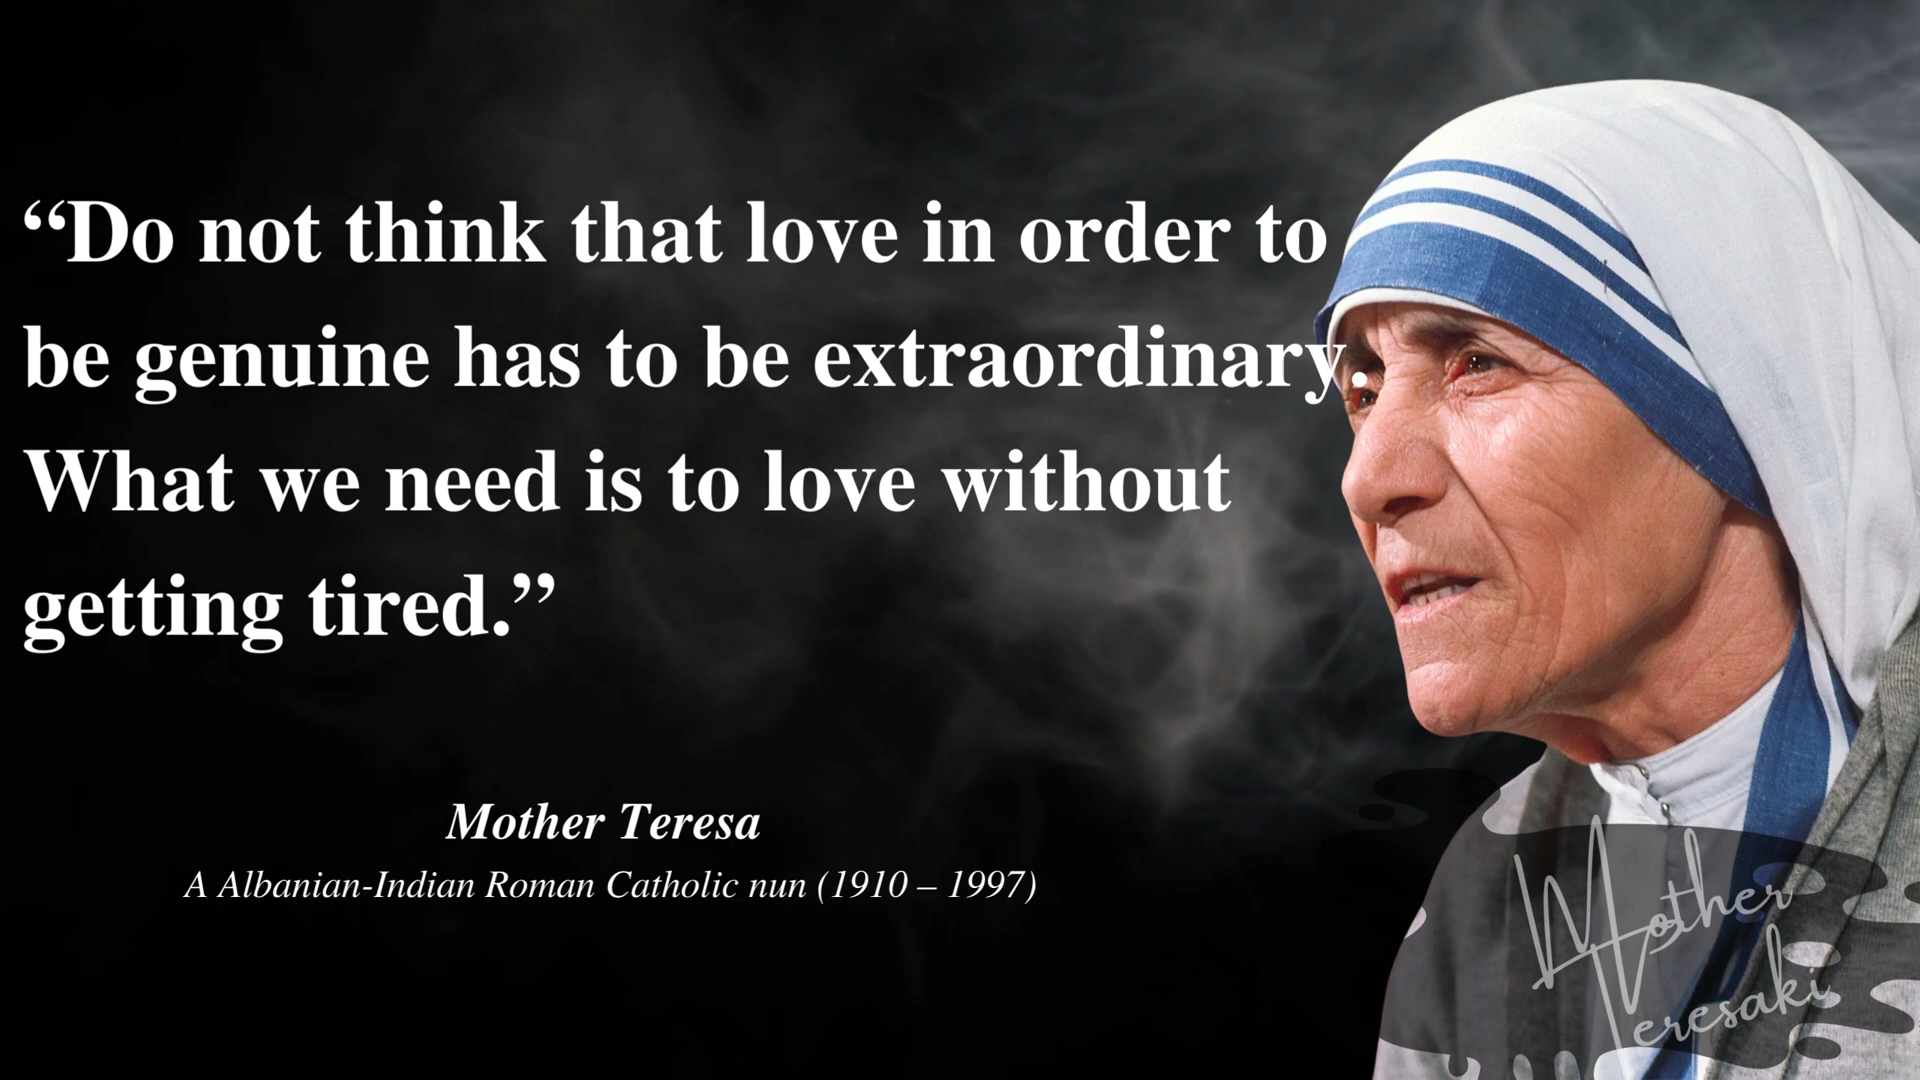 “Do not think that love in order to
be genuine has to be extraordinary.
What we need is to love without
getting tired.”
Mother Teresa
A Albanian-Indian Roman Catholic nun (1910 – 1997)
Mother
Teresaki